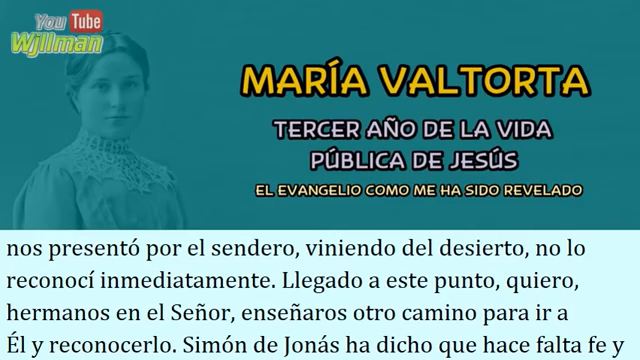 You Tube
Wjllman
MARÍA VALTORTA
TERCER AÑO DE LA VIDA
PÚBLICA DE JESÚS
EL EVANGELIO COMO ME HA SIDO REVELADO
nos presentó por el sendero, viniendo del desierto, no lo
reconocí inmediatamente. Llegado a este punto, quiero,
hermanos en el Señor, enseñaros otro camino para ir a
Él y reconocerlo. Simón de Jonás ha dicho que hace falta fe y